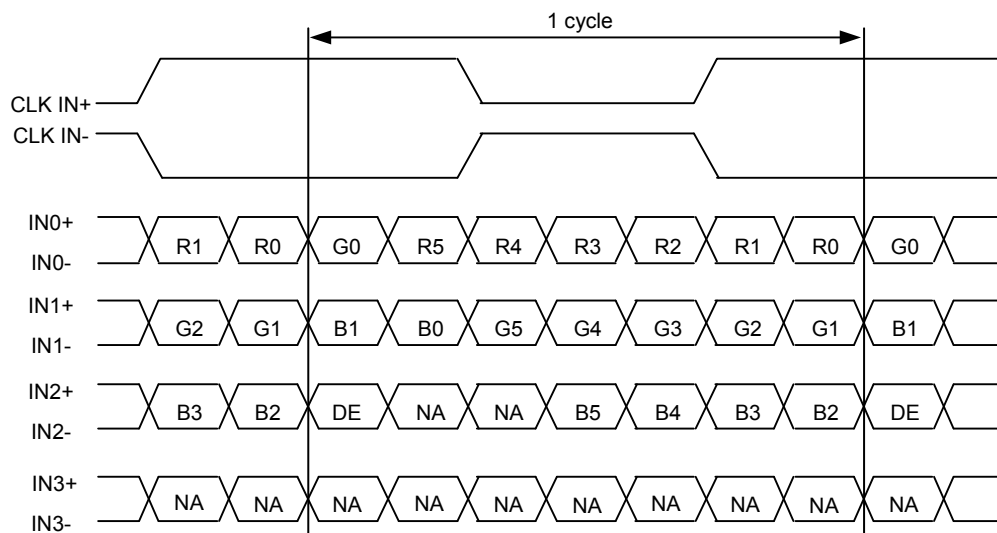 1 cycle
CLK IN+
CLK IN-
IN0+
R1 R0 G0 R5 R4 R3 R2 R1 R0 G0
IN0-
IN1+
G2 G1 B1 B0 G5 G4 G3 G2 G1 B1
IN1-
IN2+
B3 B2 DE NA NA B5 B4 B3 B2 DE
IN2-
IN3+
NA NA NA NA NA NA NA NA NA NA
IN3-